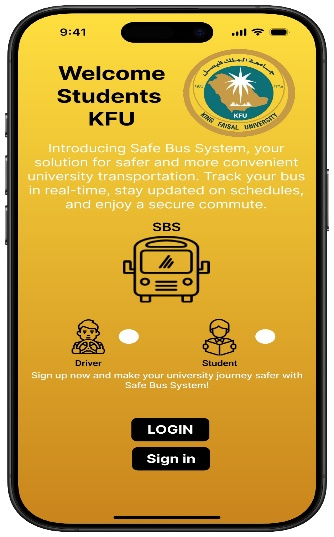 9:41
Welcome
Students
KFU
جامعة الملك فيصل
KFU
KING FAISAL UNIVERSITY
Introducing Safe Bus System, your
solution for safer and more convenient
university transportation. Track your bus
in real-time, stay updated on schedules,
and enjoy a secure commute.
SBS
Driver
Student
Sign up now and make your university journey safer with
Safe Bus System!
LOGIN
Sign in